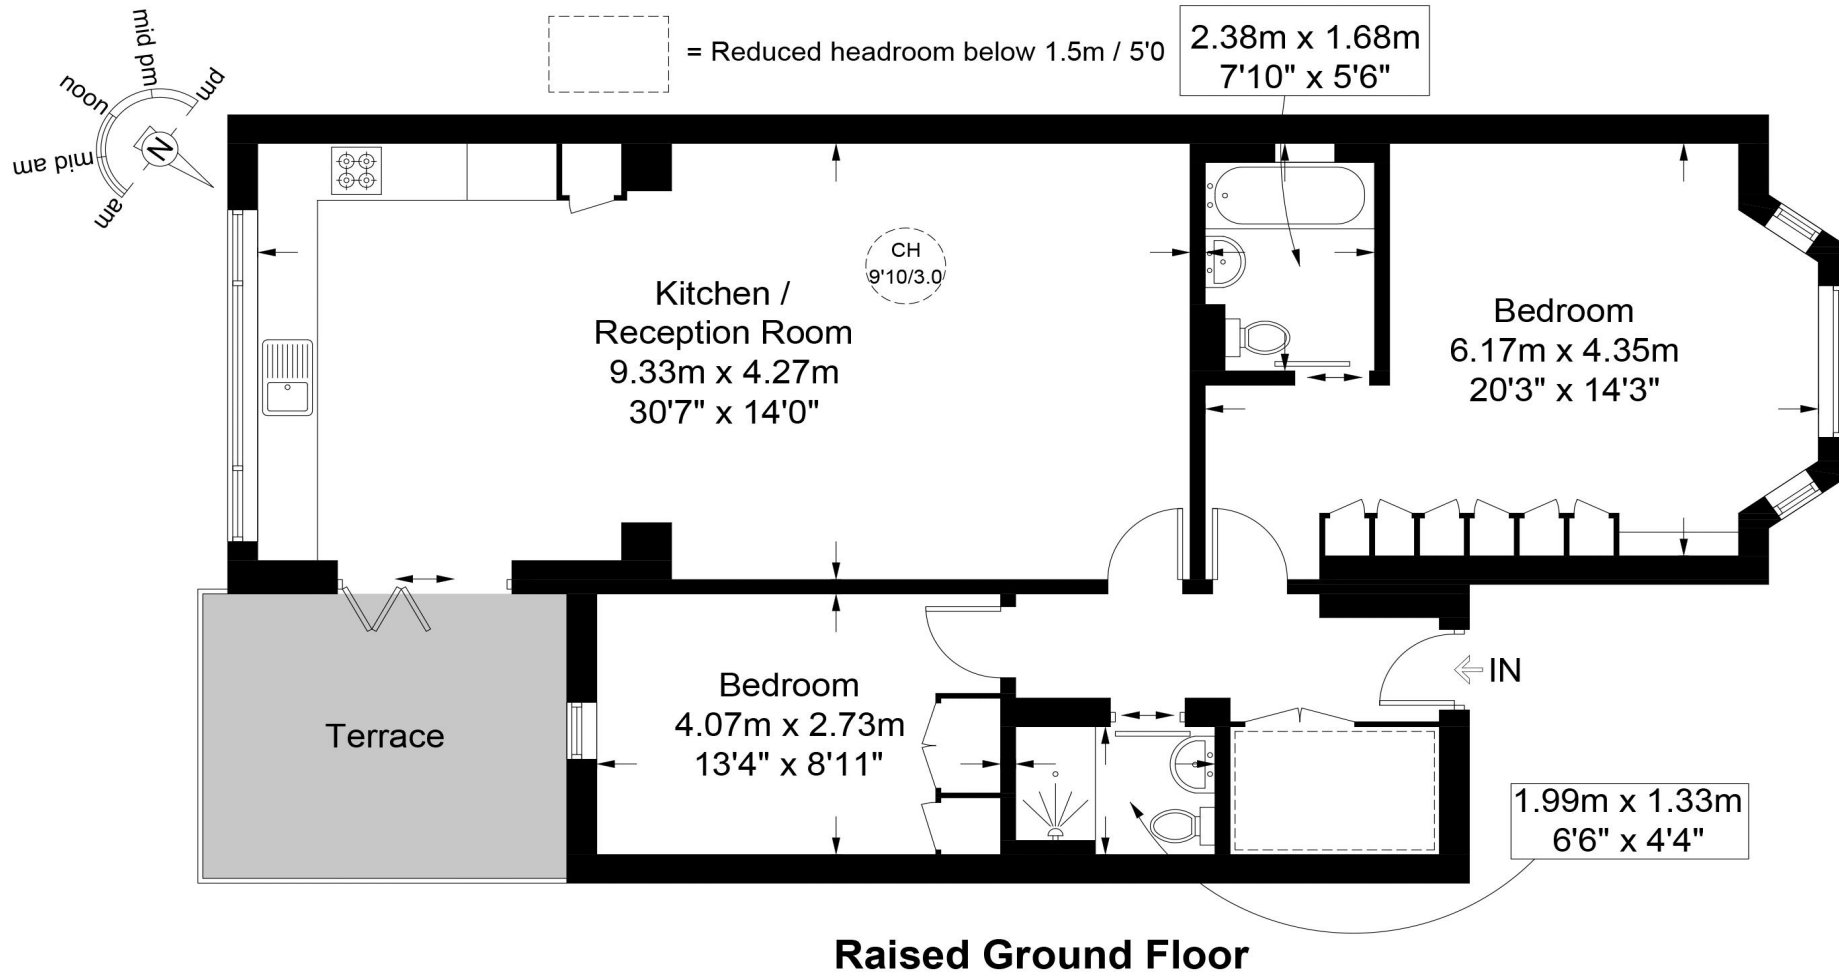 = Reduced headroom below 1.5m / 5'0
2.38m x 1.68m
7'10" x 5'6"
am
mid am
noon
mid pm
pm
N
CH
9'10/3.0
Kitchen /
Reception Room
9.33m x 4.27m
30'7" x 14'0"
Bedroom
6.17m x 4.35m
20'3" x 14'3"
Terrace
Bedroom
4.07m x 2.73m
13'4" x 8'11"
IN
1.99m x 1.33m
6'6" x 4'4"
Raised Ground Floor